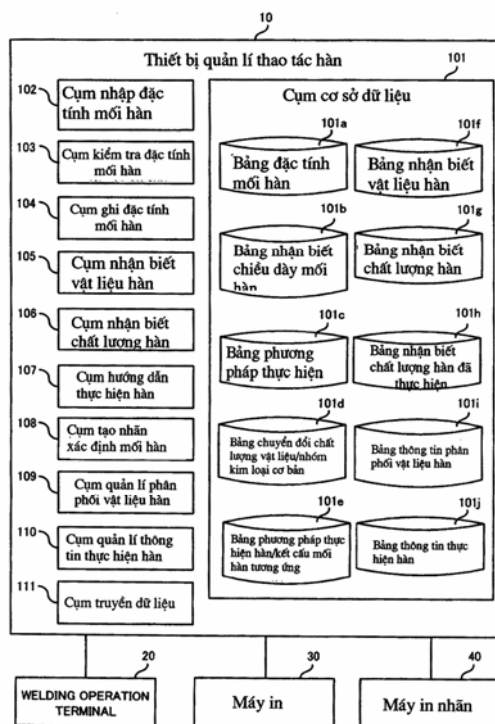 10
Thiết bị quản lí thao tác hàn
101
102
Cụm nhập đặc
tính mối hàn
103
Cụm kiểm tra đặc tính
mối hàn
104
Cụm ghi đặc tính
mối hàn
105
Cụm nhận biết
vật liệu hàn
106
Cụm nhận biết
chất lượng hàn
107
Cụm hướng dẫn
thực hiện hàn
108
Cụm tạo nhãn
xác định mối hàn
109
Cụm quản lí phân
phối vật liệu hàn
110
Cụm quản lí thông
tin thực hiện hàn
111
Cụm truyền dữ liệu
Cụm cơ sở dữ liệu
101a
Bảng đặc tính
mối hàn
101f
Bảng nhận biết
vật liệu hàn
101b
Bảng nhận biết
chiều dày mối
hàn
101g
Bảng nhận biết
chất lượng hàn
101c
Bảng phương
pháp thực hiện
101h
Bảng nhận biết
chất lượng hàn đã
thực hiện
101d
Bảng chuyển đổi chất
lượng vật liệu/nhóm
kim loại cơ bản
101i
Bảng thông tin phân
phối vật liệu hàn
101e
Bảng phương pháp thực
hiện hàn/kết cấu mối
hàn tương ứng
101j
Bảng thông tin thực
hiện hàn
20
WELDING OPERATION
TERMINAL
30
Máy in
40
Máy in nhãn